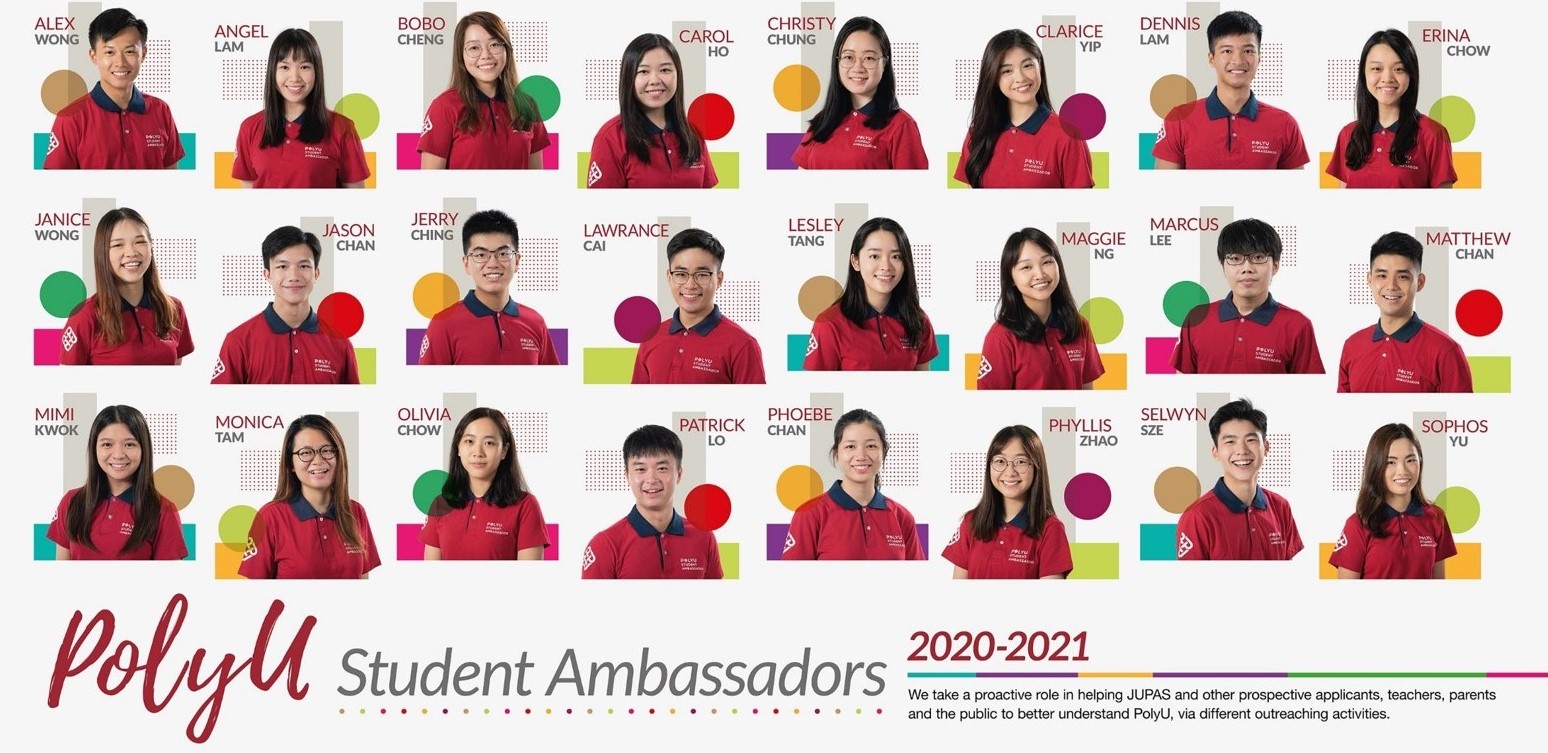 ALEX
WONG
ANGEL
LAM
BOBO
CHENG
CAROL
HO
CHRISTY
CHUNG
CLARICE
YIP
DENNIS
LAM
ERINA
CHOW
JANICE
WONG
JASON
CHAN
JERRY
CHING
LAWRANCE
CAI
LESLEY
TANG
MAGGIE
NG
MARCUS
LEE
MATTHEW
CHAN
MIMI
KWOK
MONICA
TAM
OLIVIA
CHOW
PATRICK
LO
PHOEBE
CHAN
PHYLLIS
ZHAO
SELWYN
SZE
SOPHOS
YU
PolyU
Student Ambassadors
2020-2021
We take a proactive role in helping JUPAS and other prospective applicants, teachers, parents
and the public to better understand PolyU, via different outreaching activities.